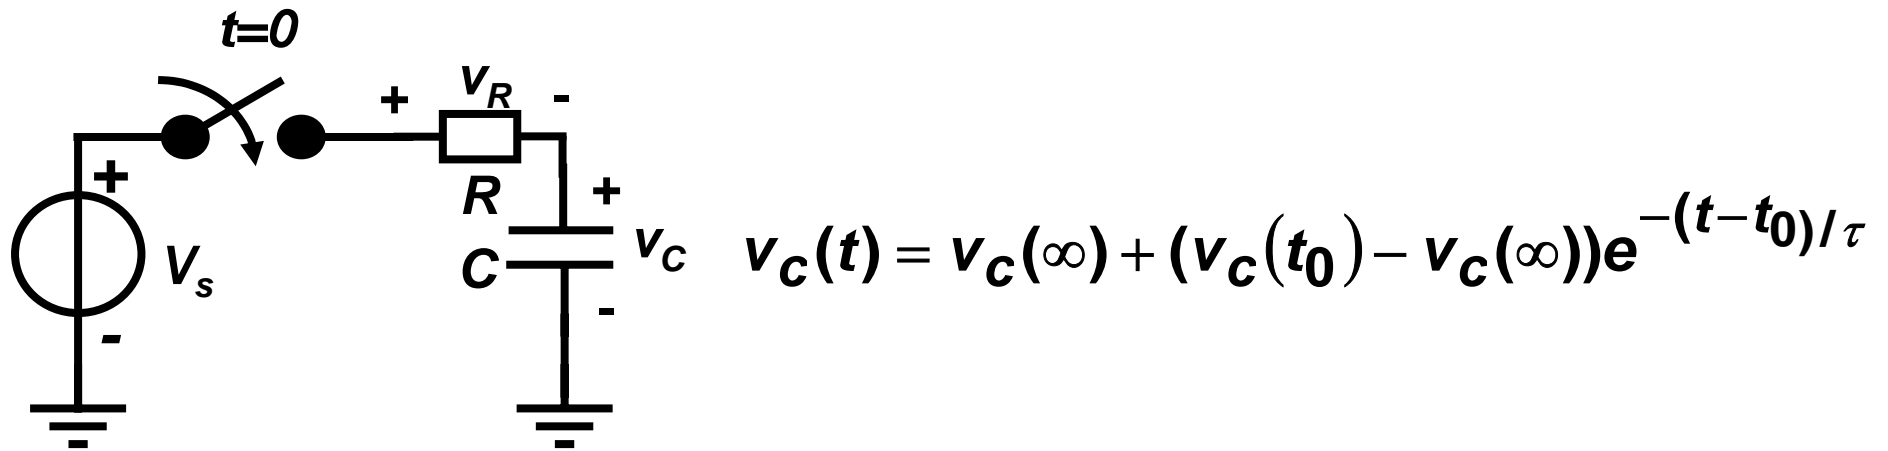 t=0
+ v_R -
R
+
V_s
-
+
C v_C
-
v_c(t) = v_c(∞) + (v_c(t_0) − v_c(∞))e^{−(t−t_0)/τ}